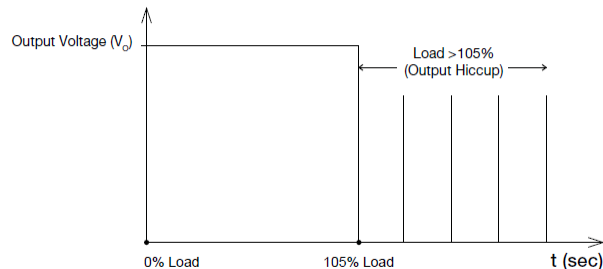 Output Voltage (Vo)
Load >105%
(Output Hiccup)
0% Load
105% Load
t (sec)